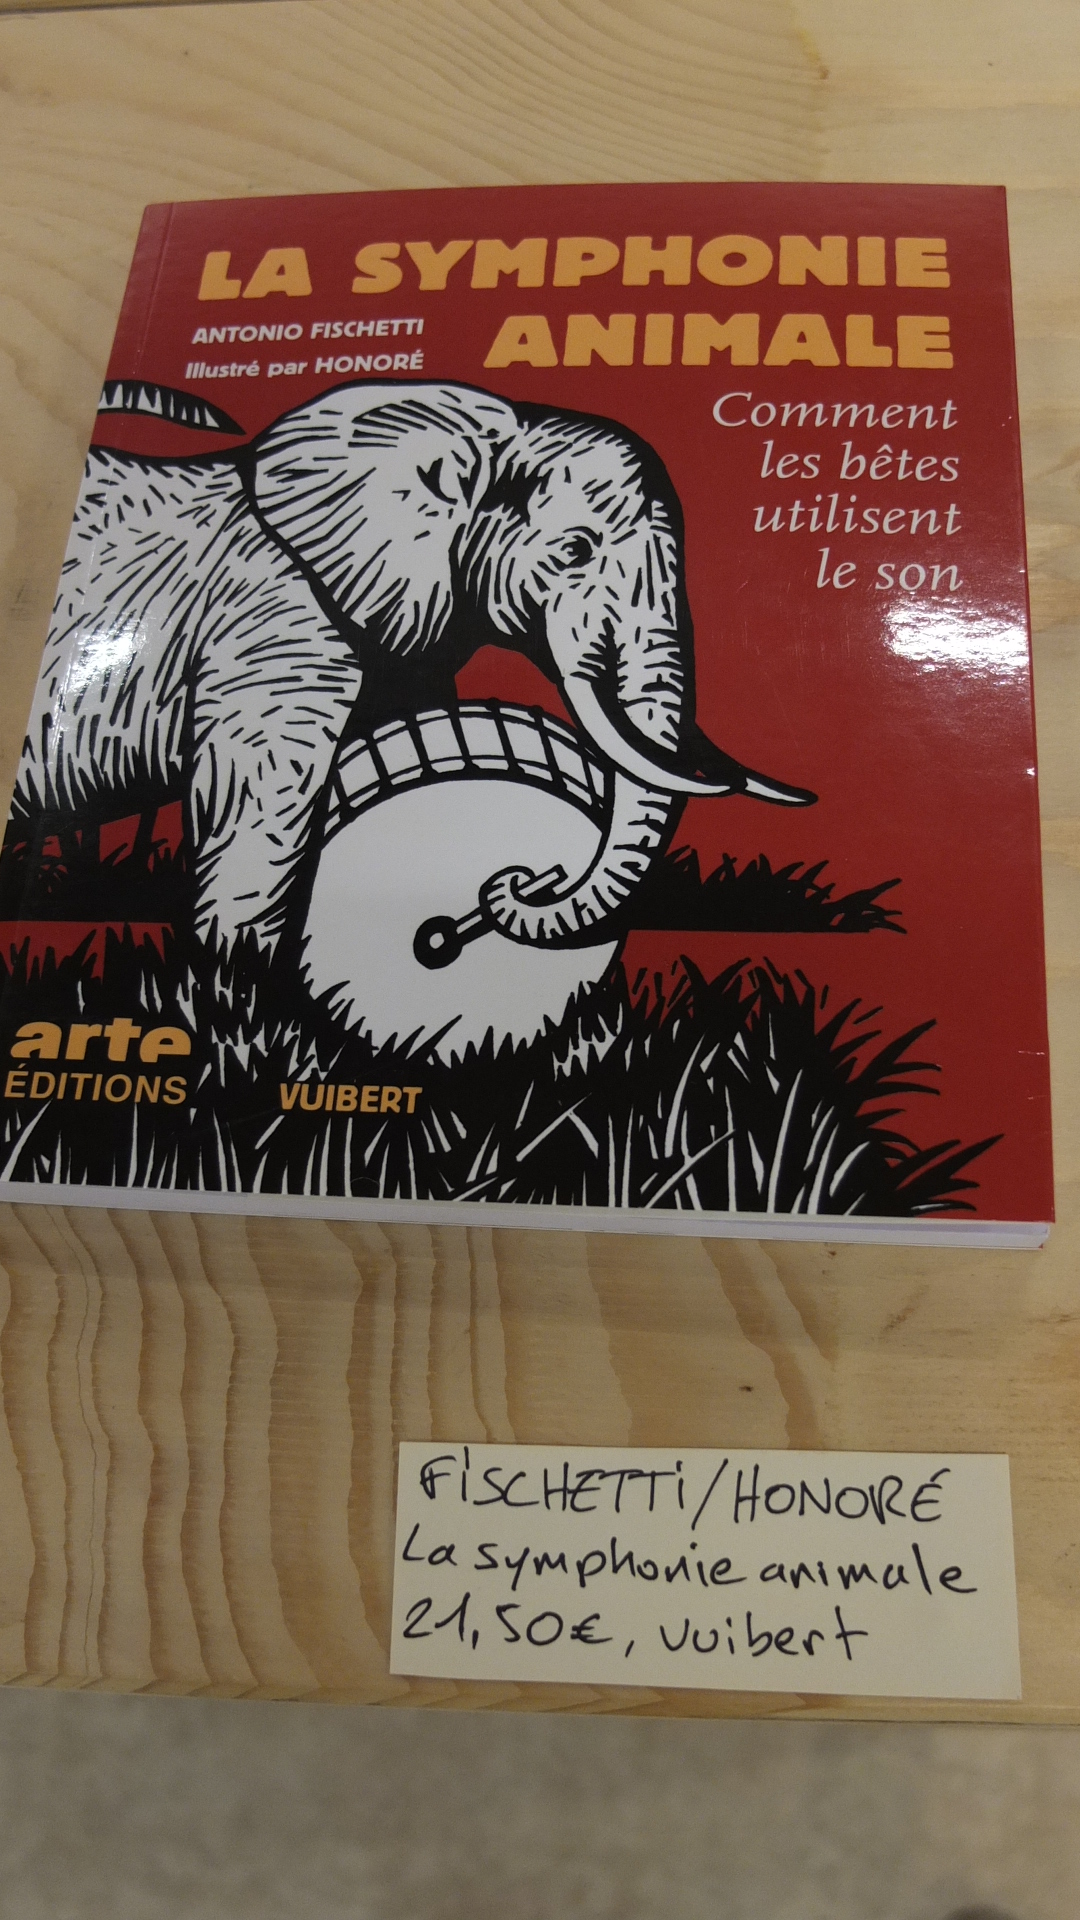 LA SYMPHONIE
ANIMALE
ANTONIO FISCHETTI
Illustré par HONORÉ
Comment
les bêtes
utilisent
le son
arte
ÉDITIONS
VUIBERT
FISCHETTI/HONORÉ
La symphonie animale
21,50€, Vuibert